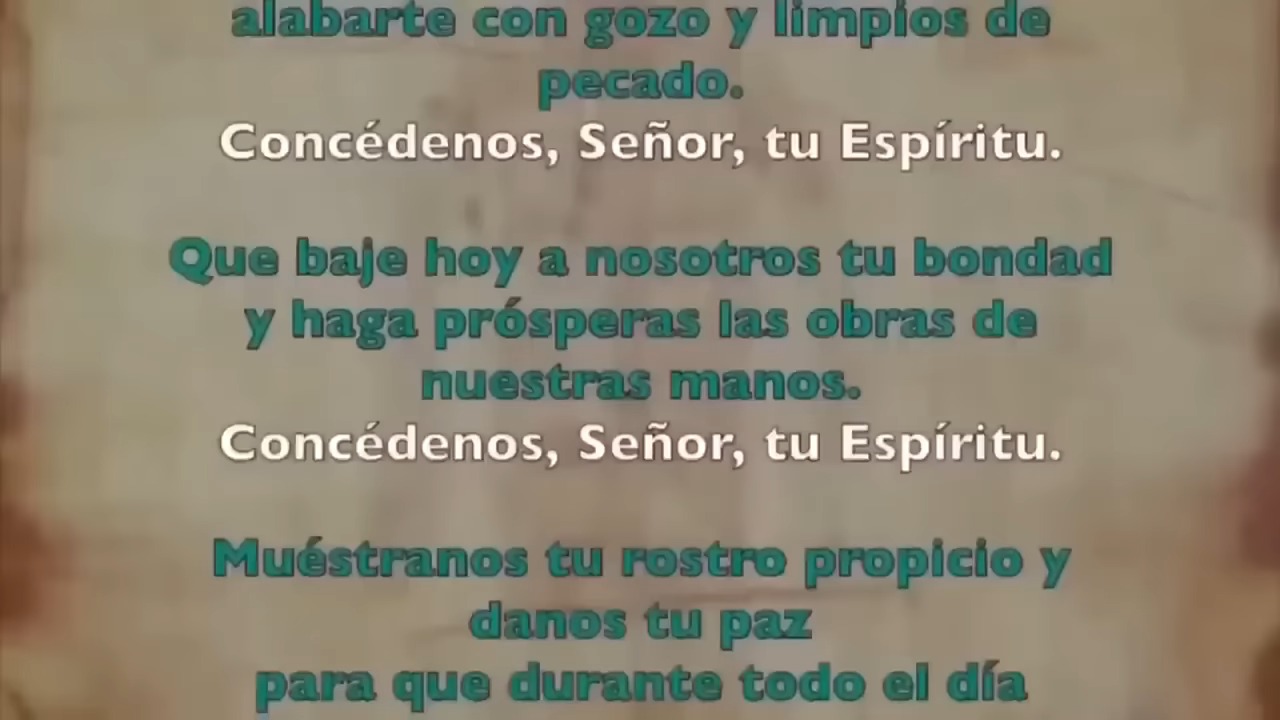 alabarte con gozo y limpios de
pecado.
Concédenos, Señor, tu Espíritu.
Que baje hoy a nosotros tu bondad
y haga prósperas las obras de
nuestras manos.
Concédenos, Señor, tu Espíritu.
Muéstranos tu rostro propicio y
danos tu paz
para que durante todo el día